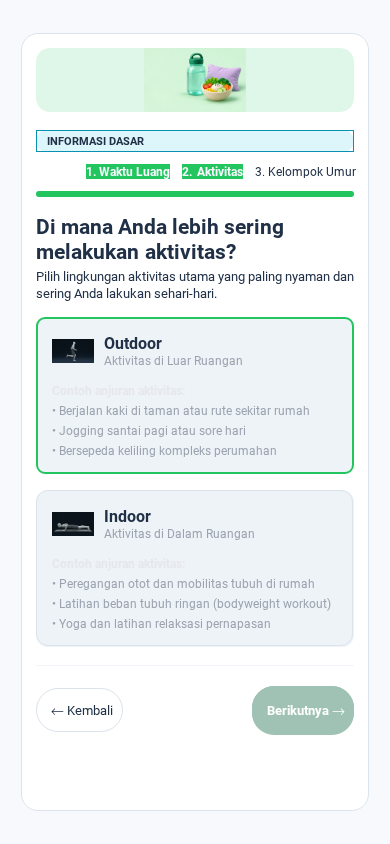 INFORMASI DASAR
1. Waktu Luang 2. Aktivitas 3. Kelompok Umur
Di mana Anda lebih sering
melakukan aktivitas?
Pilih lingkungan aktivitas utama yang paling nyaman dan
sering Anda lakukan sehari-hari.
Outdoor
Aktivitas di Luar Ruangan
Contoh anjuran aktivitas:
• Berjalan kaki di taman atau rute sekitar rumah
• Jogging santai pagi atau sore hari
• Bersepeda keliling kompleks perumahan
Indoor
Aktivitas di Dalam Ruangan
Contoh anjuran aktivitas:
• Peregangan otot dan mobilitas tubuh di rumah
• Latihan beban tubuh ringan (bodyweight workout)
• Yoga dan latihan relaksasi pernapasan
← Kembali
Berikutnya →